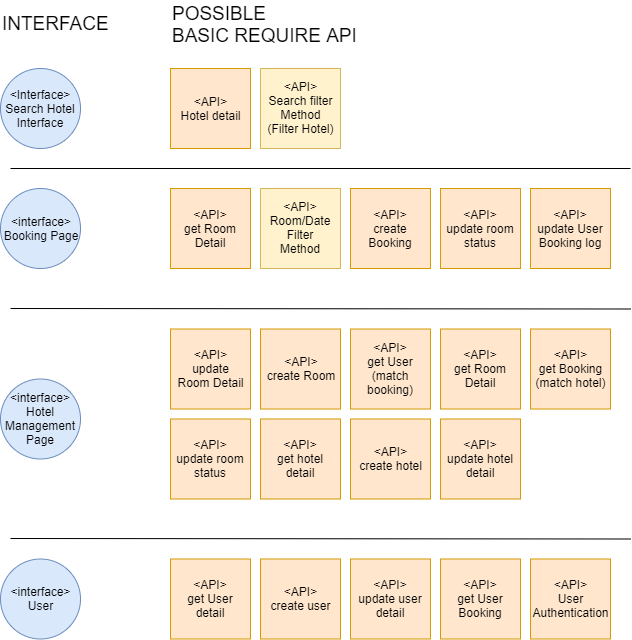 INTERFACE
POSSIBLE
BASIC REQUIRE API
<Interface>
Search Hotel
Interface
<API>
Hotel detail
<API>
Search filter
Method
(Filter Hotel)
<interface>
Booking Page
<API>
get Room
Detail
<API>
Room/Date
Filter
Method
<API>
create
Booking
<API>
update room
status
<API>
update User
Booking log
<interface>
Hotel
Management
Page
<API>
update
Room Detail
<API>
create Room
<API>
get User
(match
booking)
<API>
get Room
Detail
<API>
get Booking
(match hotel)
<API>
update room
status
<API>
get hotel
detail
<API>
create hotel
<API>
update hotel
detail
<interface>
User
<API>
get User
detail
<API>
create user
<API>
update user
detail
<API>
get User
Booking
<API>
User
Authentication